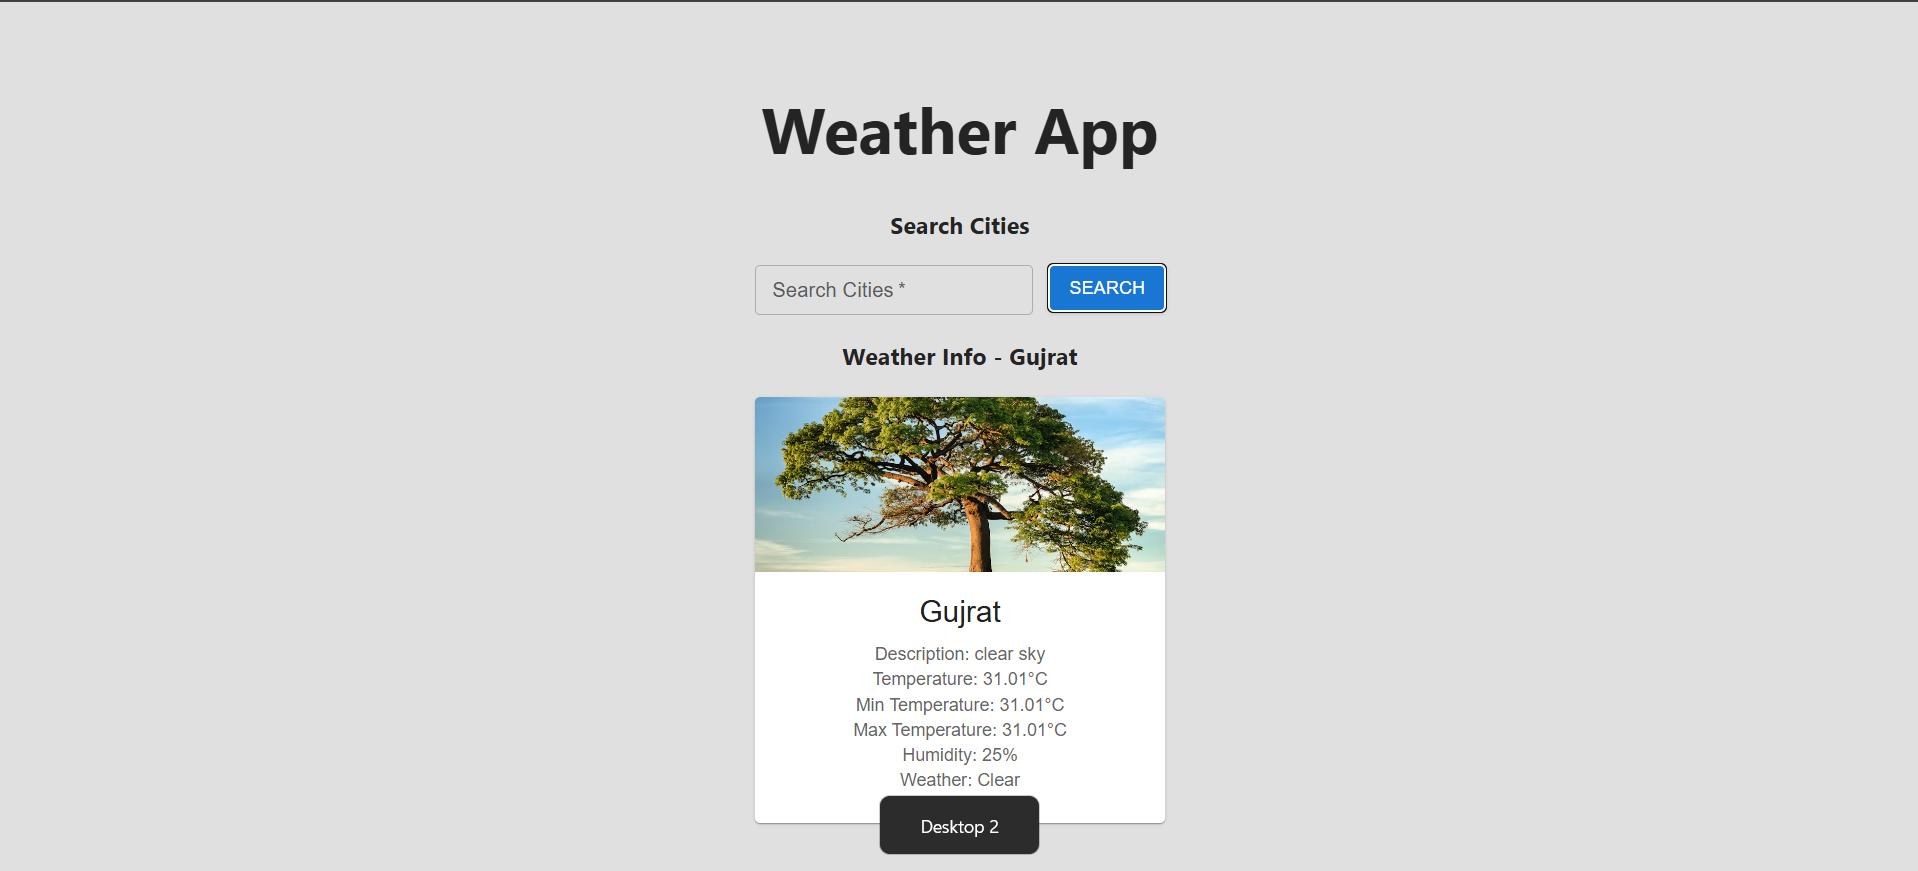 Weather App
Search Cities
Search Cities *
SEARCH
Weather Info - Gujrat
Gujrat
Description: clear sky
Temperature: 31.01°C
Min Temperature: 31.01°C
Max Temperature: 31.01°C
Humidity: 25%
Weather: Clear
Desktop 2